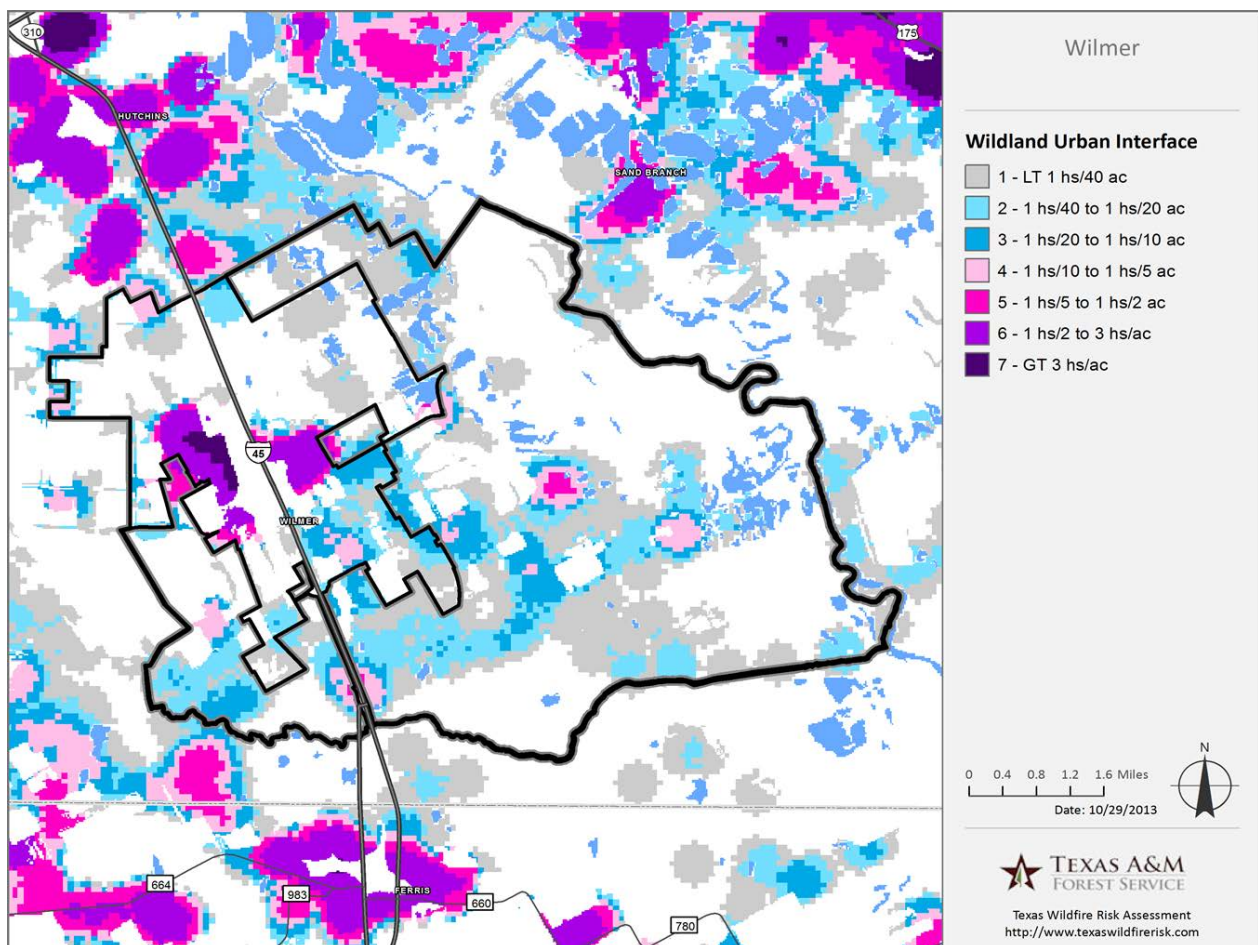 310
175
HUTCHINS
SAND BRANCH
45
WILMER
664
983
FERRIS
660
780
Wilmer
Wildland Urban Interface
1 - LT 1 hs/40 ac
2 - 1 hs/40 to 1 hs/20 ac
3 - 1 hs/20 to 1 hs/10 ac
4 - 1 hs/10 to 1 hs/5 ac
5 - 1 hs/5 to 1 hs/2 ac
6 - 1 hs/2 to 3 hs/ac
7 - GT 3 hs/ac
N
0 0.4 0.8 1.2 1.6 Miles
Date: 10/29/2013
TEXAS A&M
FOREST SERVICE
Texas Wildfire Risk Assessment
http://www.texaswildfirerisk.com